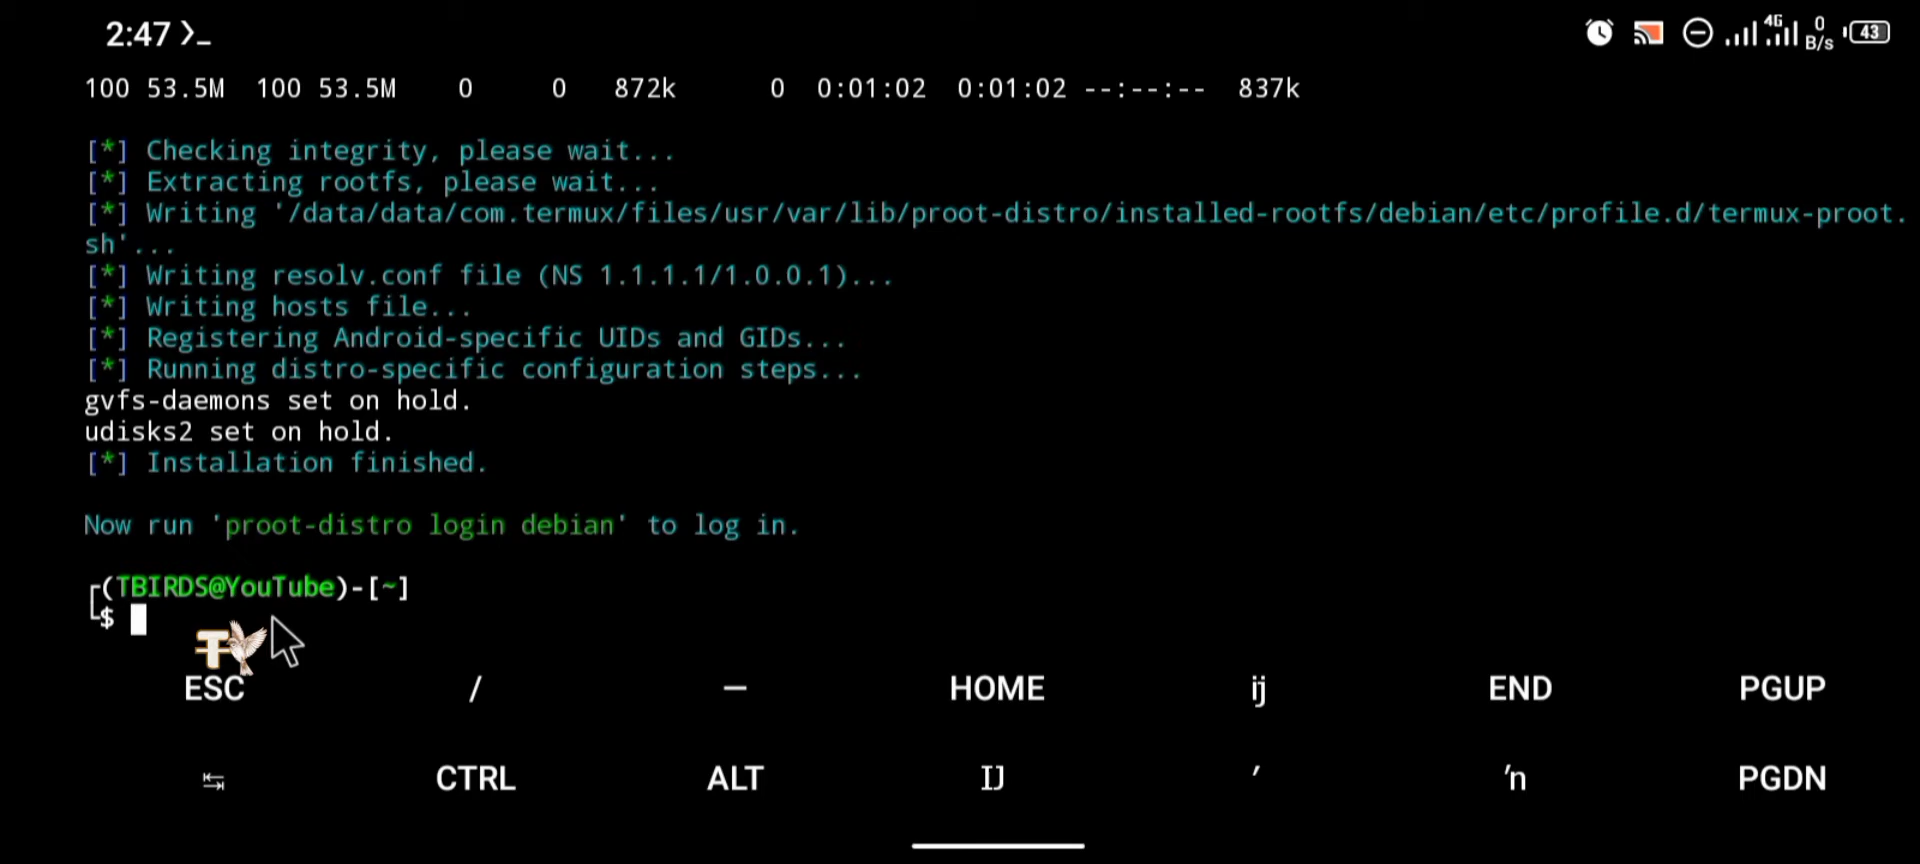 2:47 ❯_ 4G 0 B/s 43
100 53.5M 100 53.5M 0 0 872k 0 0:01:02 0:01:02 --:--:-- 837k
[*] Checking integrity, please wait...
[*] Extracting rootfs, please wait...
[*] Writing '/data/data/com.termux/files/usr/var/lib/proot-distro/installed-rootfs/debian/etc/profile.d/termux-proot.
sh'...
[*] Writing resolv.conf file (NS 1.1.1.1/1.0.0.1)...
[*] Writing hosts file...
[*] Registering Android-specific UIDs and GIDs...
[*] Running distro-specific configuration steps...
gvfs-daemons set on hold.
udisks2 set on hold.
[*] Installation finished.
Now run 'proot-distro login debian' to log in.
┌(TBIRDS@YouTube)-[~]
└$
T
ESC / — HOME ij END PGUP
↹ CTRL ALT IJ ′ ŉ PGDN